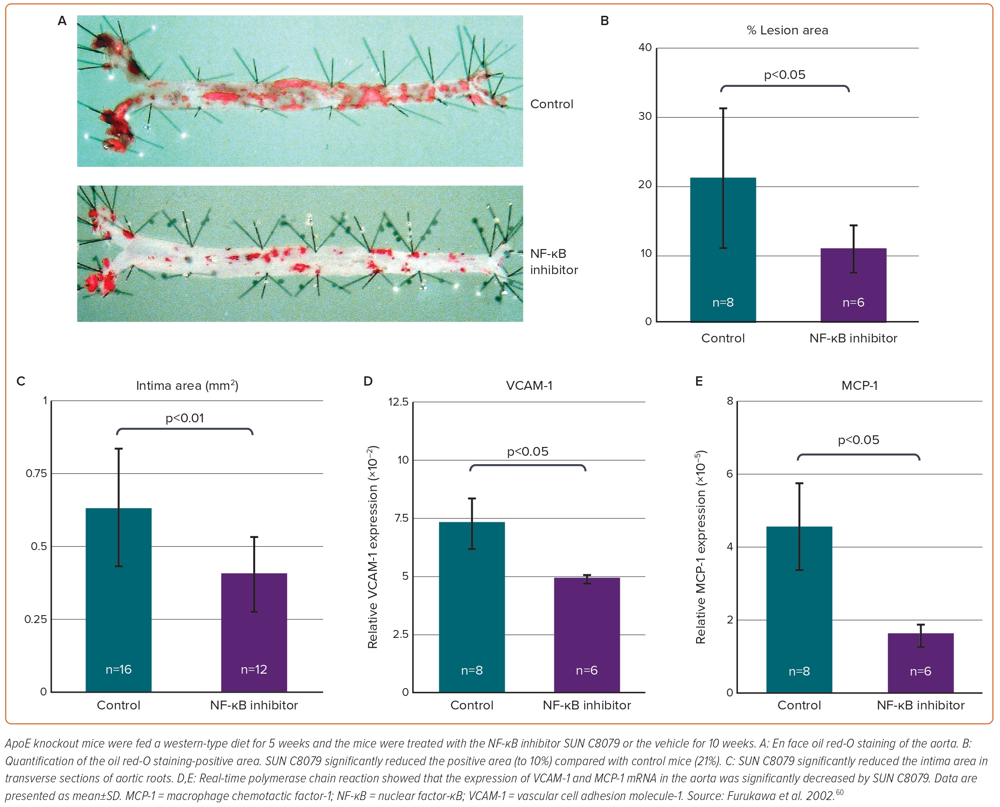 A
Control
NF-κB
inhibitor
B
% Lesion area
40
30
20
10
0
p<0.05
n=8
n=6
Control
NF-κB inhibitor
C
Intima area (mm²)
1
0.75
0.5
0.25
0
p<0.01
n=16
n=12
Control
NF-κB inhibitor
D
VCAM-1
Relative VCAM-1 expression (×10⁻²)
12.5
10
7.5
5
2.5
0
p<0.05
n=8
n=6
Control
NF-κB inhibitor
E
MCP-1
Relative MCP-1 expression (×10⁻⁵)
8
6
4
2
0
p<0.05
n=8
n=6
Control
NF-κB inhibitor
ApoE knockout mice were fed a western-type diet for 5 weeks and the mice were treated with the NF-κB inhibitor SUN C8079 or the vehicle for 10 weeks. A: En face oil red-O staining of the aorta. B:
Quantification of the oil red-O staining-positive area. SUN C8079 significantly reduced the positive area (to 10%) compared with control mice (21%). C: SUN C8079 significantly reduced the intima area in
transverse sections of aortic roots. D,E: Real-time polymerase chain reaction showed that the expression of VCAM-1 and MCP-1 mRNA in the aorta was significantly decreased by SUN C8079. Data are
presented as mean±SD. MCP-1 = macrophage chemotactic factor-1; NF-κB = nuclear factor-κB; VCAM-1 = vascular cell adhesion molecule-1. Source: Furukawa et al. 2002.⁶⁰